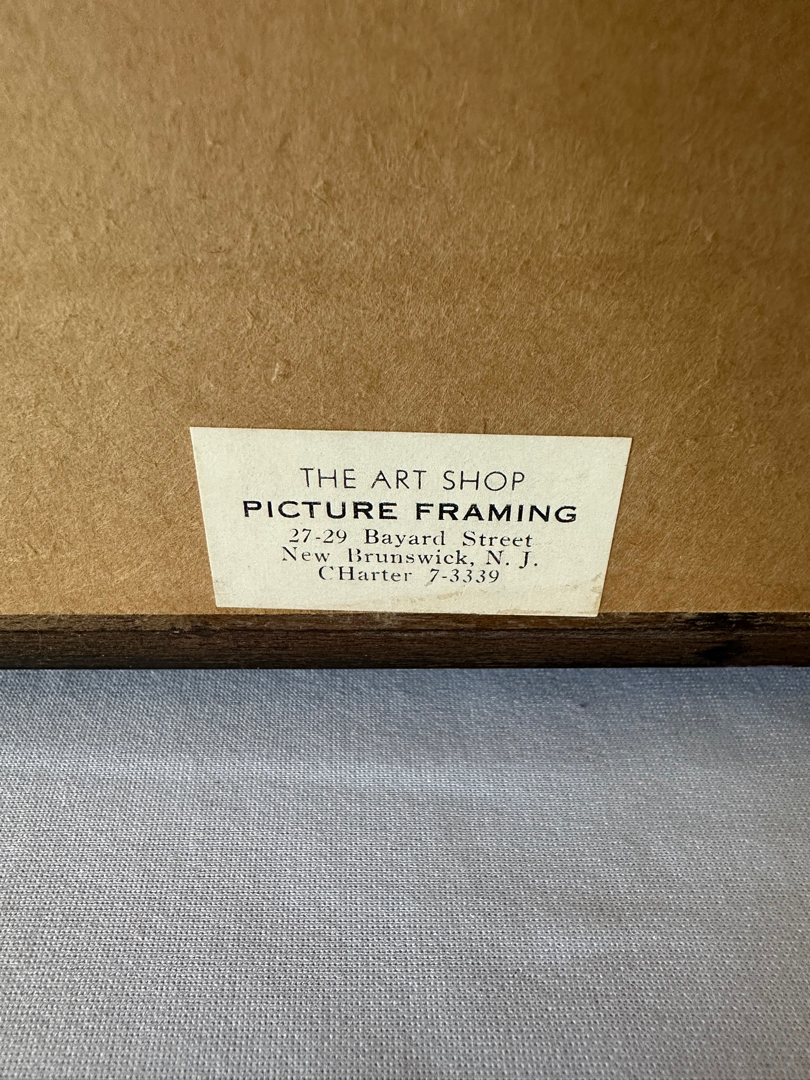 THE ART SHOP
PICTURE FRAMING
27-29 Bayard Street
New Brunswick, N. J.
CHarter 7-3339